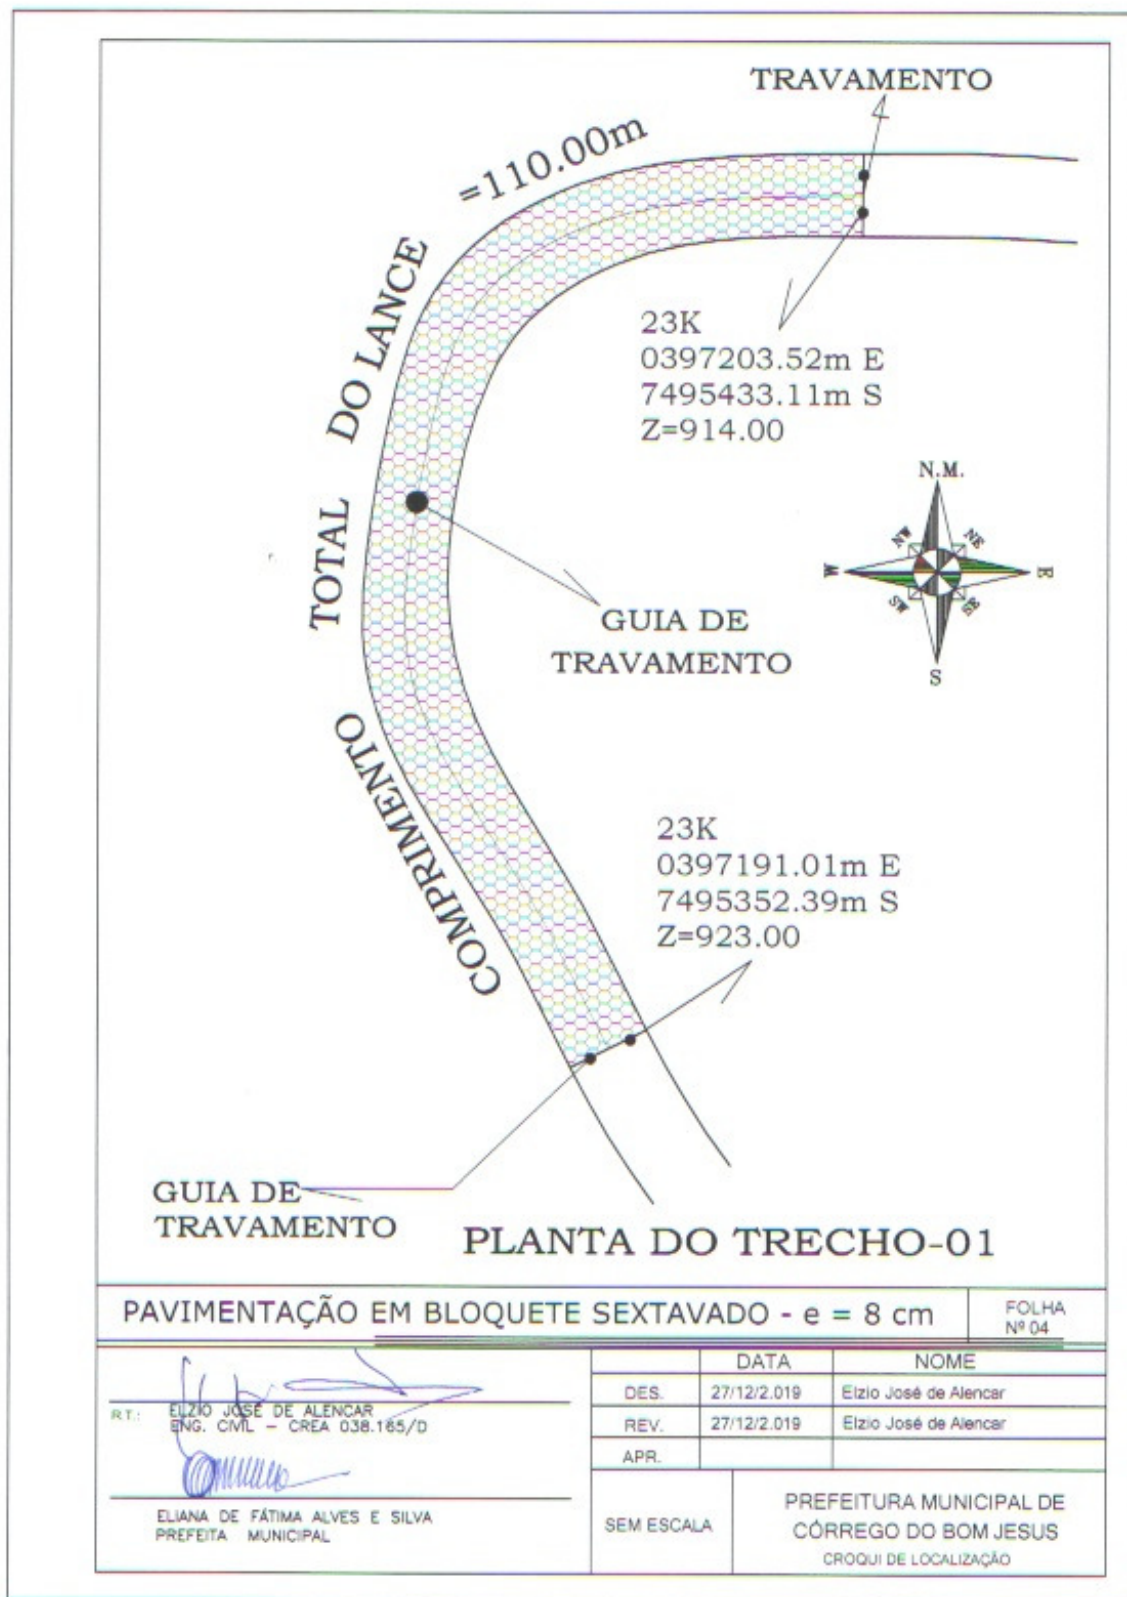 TRAVAMENTO
COMPRIMENTO TOTAL DO LANCE =110.00m
23K
0397203.52m E
7495433.11m S
Z=914.00
N.M.
NW
NE
W
E
SW
SE
S
GUIA DE
TRAVAMENTO
23K
0397191.01m E
7495352.39m S
Z=923.00
GUIA DE
TRAVAMENTO
PLANTA DO TRECHO-01
PAVIMENTAÇÃO EM BLOQUETE SEXTAVADO - e = 8 cm
FOLHA
Nº 04
R.T.:
ELZIO JOSÉ DE ALENCAR
ENG. CIVIL - CREA 038.165/D
ELIANA DE FÁTIMA ALVES E SILVA
PREFEITA MUNICIPAL
DATA NOME
DES. 27/12/2.019 Elzio José de Alencar
REV. 27/12/2.019 Elzio José de Alencar
APR.
SEM ESCALA
PREFEITURA MUNICIPAL DE
CÓRREGO DO BOM JESUS
CROQUI DE LOCALIZAÇÃO